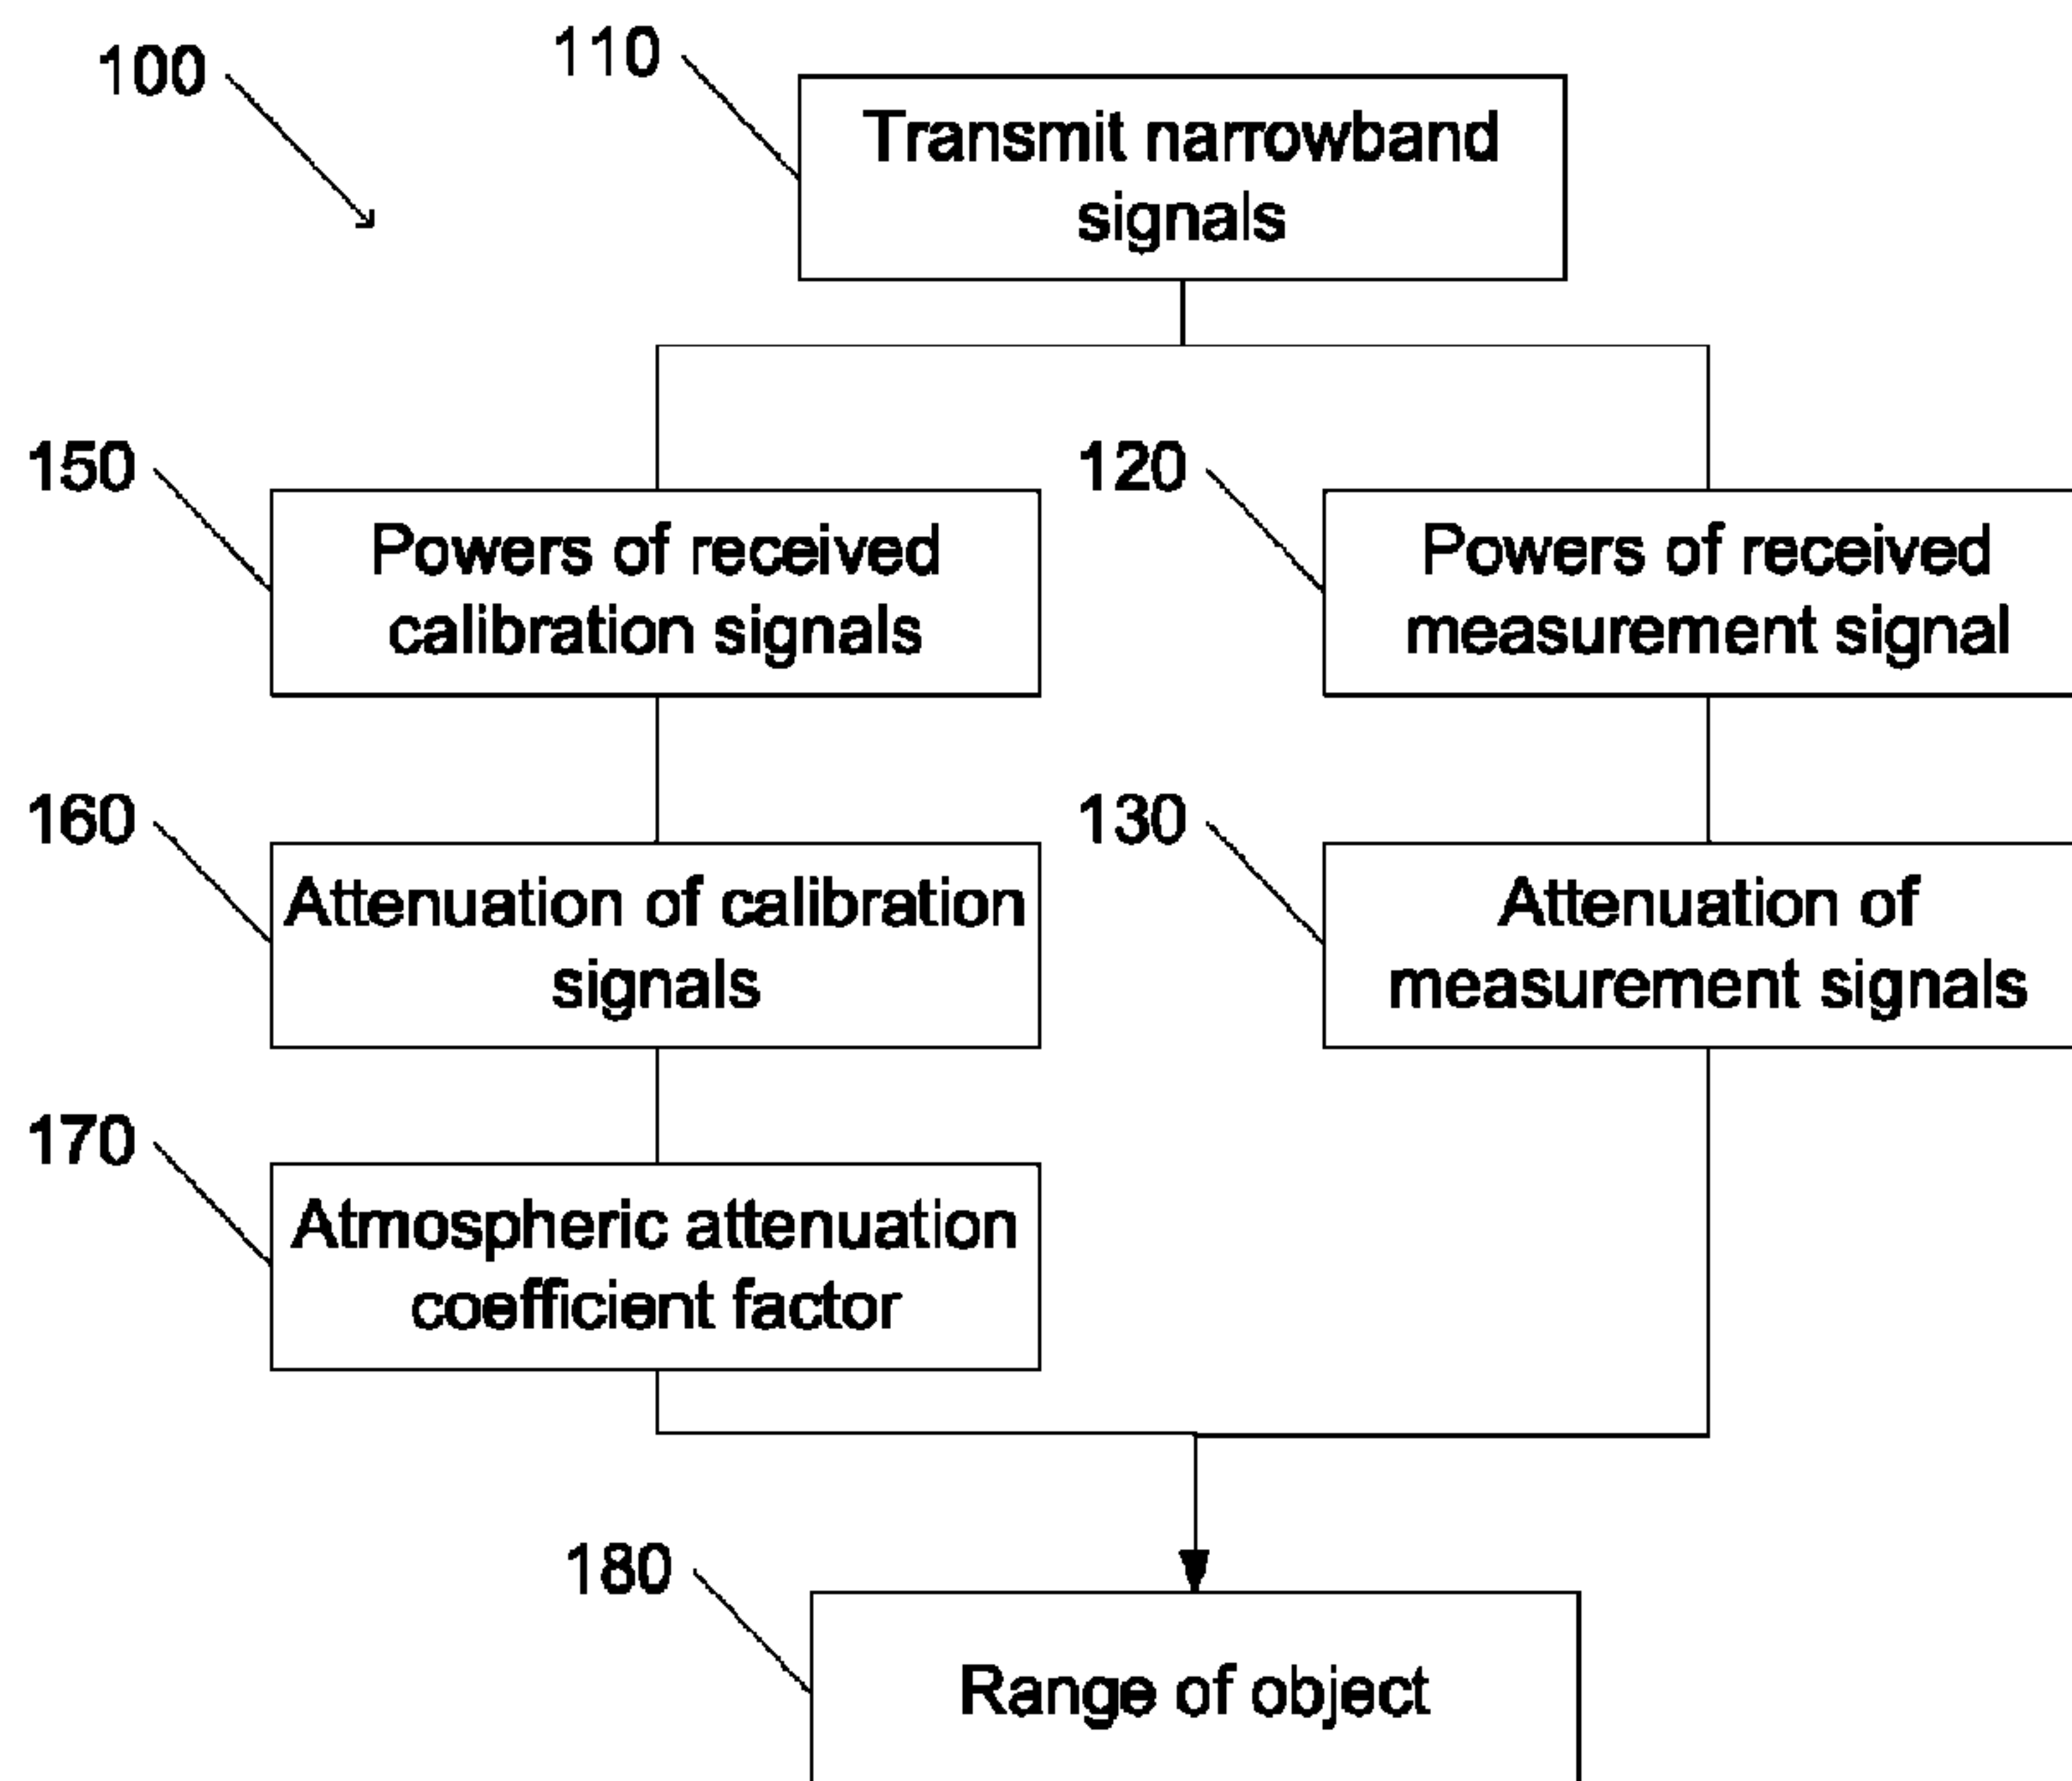 100
110
Transmit narrowband
signals
150
Powers of received
calibration signals
120
Powers of received
measurement signal
160
Attenuation of calibration
signals
130
Attenuation of
measurement signals
170
Atmospheric attenuation
coefficient factor
180
Range of object